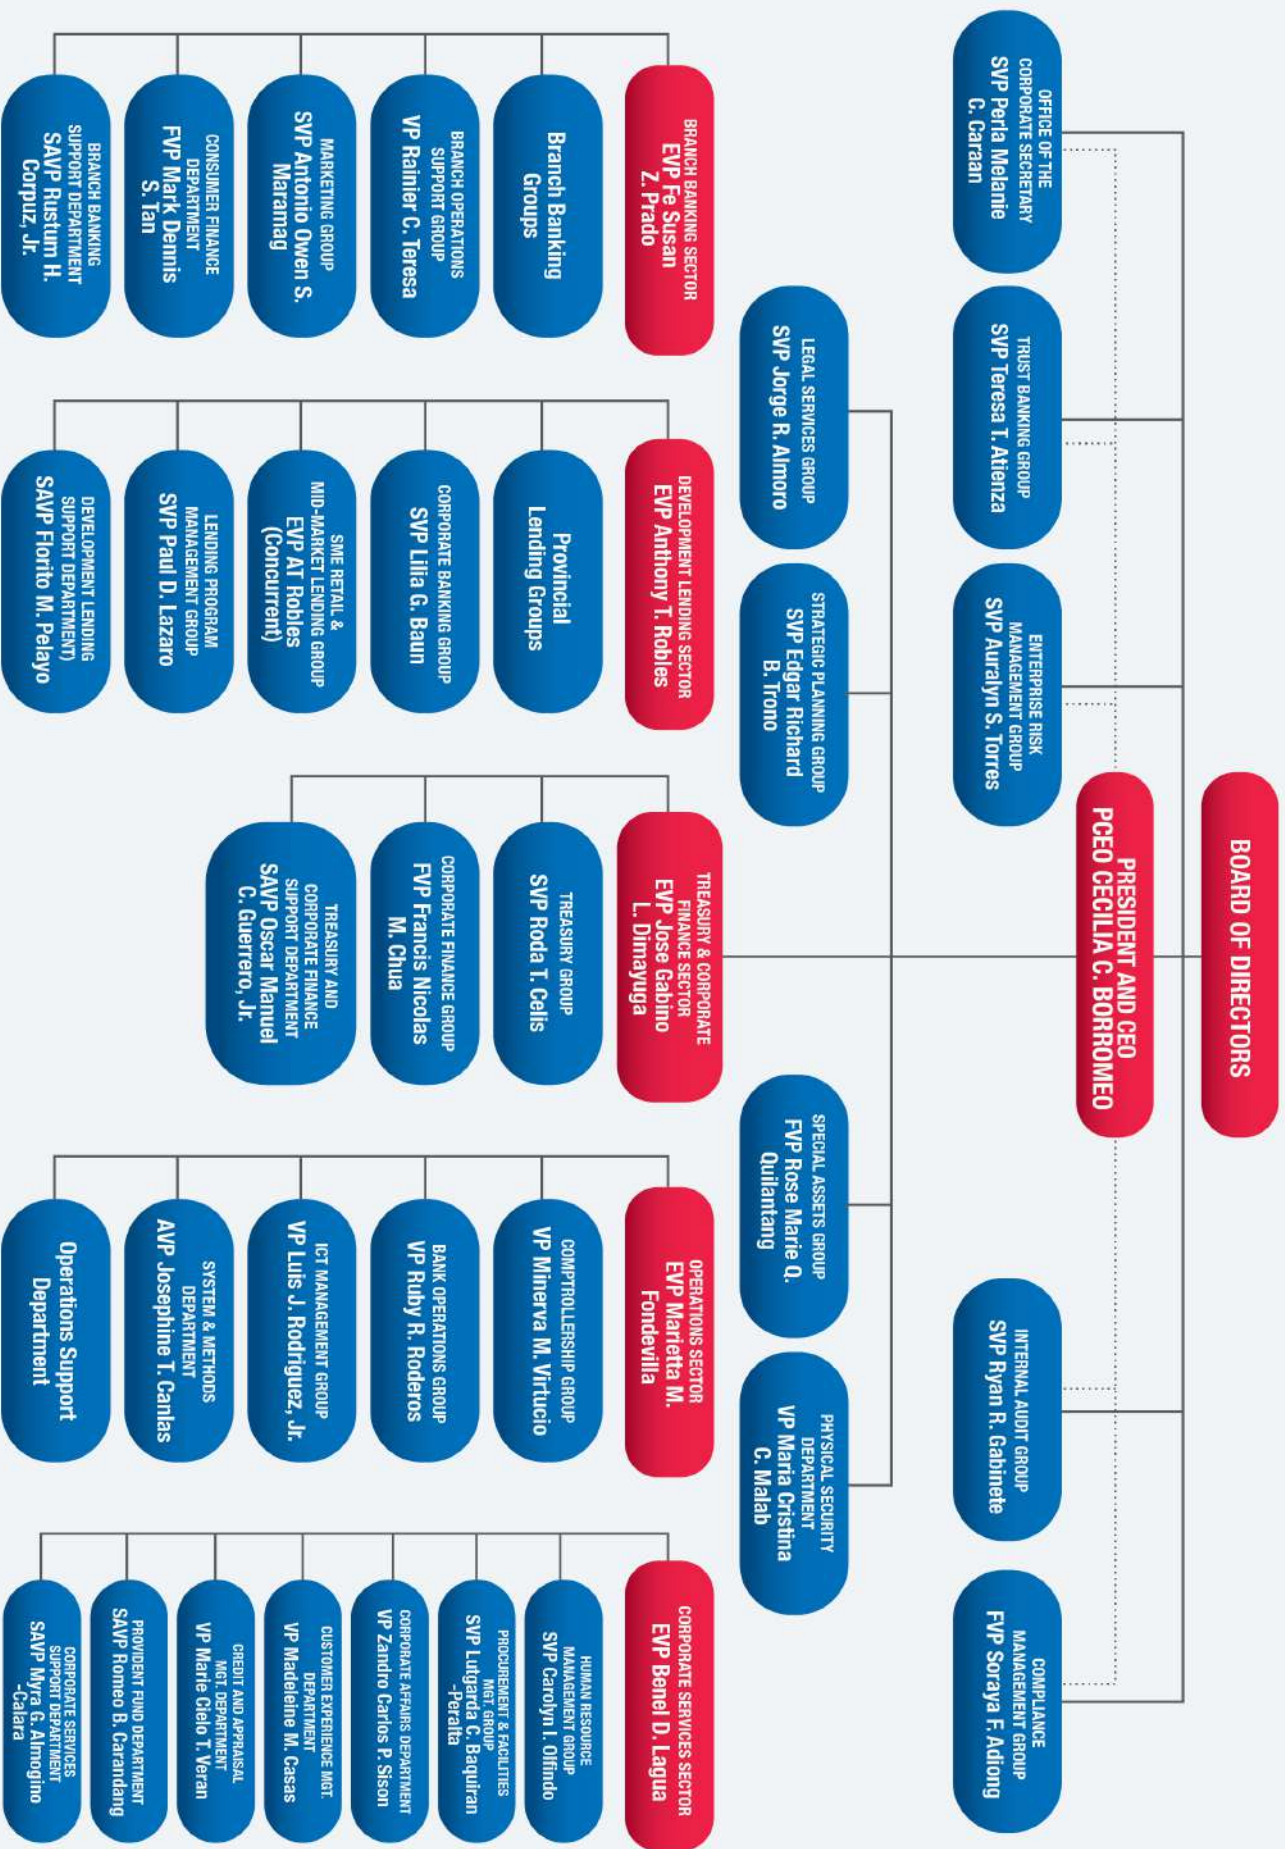 BOARD OF DIRECTORS
PRESIDENT AND CEO
PCEO CECILIA C. BORROMEO
OFFICE OF THE
CORPORATE SECRETARY
SVP Perla Melanie
C. Caraan
TRUST BANKING GROUP
SVP Teresa T. Atienza
ENTERPRISE RISK
MANAGEMENT GROUP
SVP Auralyn S. Torres
INTERNAL AUDIT GROUP
SVP Ryan R. Gabinete
COMPLIANCE
MANAGEMENT GROUP
FVP Soraya F. Adiong
LEGAL SERVICES GROUP
SVP Jorge R. Almoro
STRATEGIC PLANNING GROUP
SVP Edgar Richard
B. Trono
SPECIAL ASSETS GROUP
FVP Rose Marie Q.
Quilantang
PHYSICAL SECURITY
DEPARTMENT
VP Maria Cristina
C. Malab
BRANCH BANKING SECTOR
EVP Fe Susan
Z. Prado
Branch Banking
Groups
BRANCH OPERATIONS
SUPPORT GROUP
VP Rainier C. Teresa
MARKETING GROUP
SVP Antonio Owen S.
Maramag
CONSUMER FINANCE
DEPARTMENT
FVP Mark Dennis
S. Tan
BRANCH BANKING
SUPPORT DEPARTMENT
SAVP Rustum H.
Corpuz, Jr.
DEVELOPMENT LENDING SECTOR
EVP Anthony T. Robles
Provincial
Lending Groups
CORPORATE BANKING GROUP
SVP Lilia G. Baun
SME RETAIL &
MID-MARKET LENDING GROUP
EVP AT Robles
(Concurrent)
LENDING PROGRAM
MANAGEMENT GROUP
SVP Paul D. Lazaro
DEVELOPMENT LENDING
SUPPORT DEPARTMENT)
SAVP Florito M. Pelayo
TREASURY & CORPORATE
FINANCE SECTOR
EVP Jose Gabino
L. Dimayuga
TREASURY GROUP
SVP Roda T. Celis
CORPORATE FINANCE GROUP
FVP Francis Nicolas
M. Chua
TREASURY AND
CORPORATE FINANCE
SUPPORT DEPARTMENT
SAVP Oscar Manuel
C. Guerrero, Jr.
OPERATIONS SECTOR
EVP Marietta M.
Fondevilla
COMPTROLLERSHIP GROUP
VP Minerva M. Virtucio
BANK OPERATIONS GROUP
VP Ruby R. Roderos
ICT MANAGEMENT GROUP
VP Luis J. Rodriguez, Jr.
SYSTEM & METHODS
DEPARTMENT
AVP Josephine T. Canlas
Operations Support
Department
CORPORATE SERVICES SECTOR
EVP Benel D. Lagua
HUMAN RESOURCE
MANAGEMENT GROUP
SVP Carolyn I. Olfindo
PROCUREMENT & FACILITIES
MGT. GROUP
SVP Lutgarda C. Baquiran
-Peralta
CORPORATE AFFAIRS DEPARTMENT
VP Zandro Carlos P. Sison
CUSTOMER EXPERIENCE MGT.
DEPARTMENT
VP Madeleine M. Casas
CREDIT AND APPRAISAL
MGT. DEPARTMENT
VP Marie Cielo T. Veran
PROVIDENT FUND DEPARTMENT
SAVP Romeo B. Carandang
CORPORATE SERVICES
SUPPORT DEPARTMENT
SAVP Myra G. Almogino
-Calara